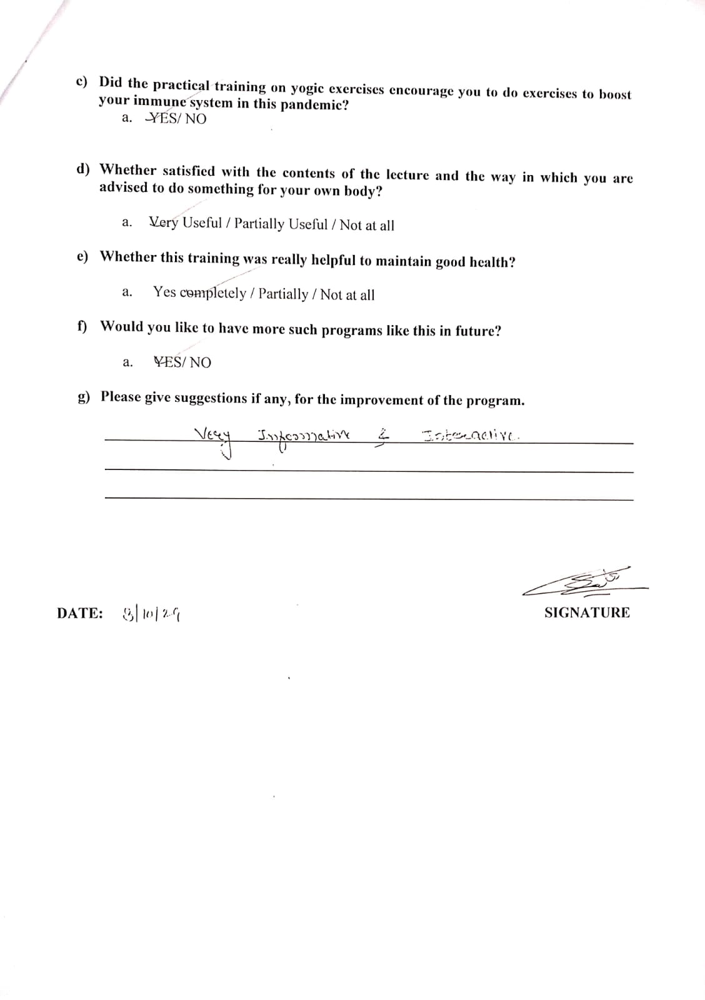 c) Did the practical training on yogic exercises encourage you to do exercises to boost
your immune system in this pandemic?
a. YES/ NO
d) Whether satisfied with the contents of the lecture and the way in which you are
advised to do something for your own body?
a. Very Useful / Partially Useful / Not at all
e) Whether this training was really helpful to maintain good health?
a. Yes completely / Partially / Not at all
f) Would you like to have more such programs like this in future?
a. YES/ NO
g) Please give suggestions if any, for the improvement of the program.
Very Informative & Interactive.
DATE:
SIGNATURE